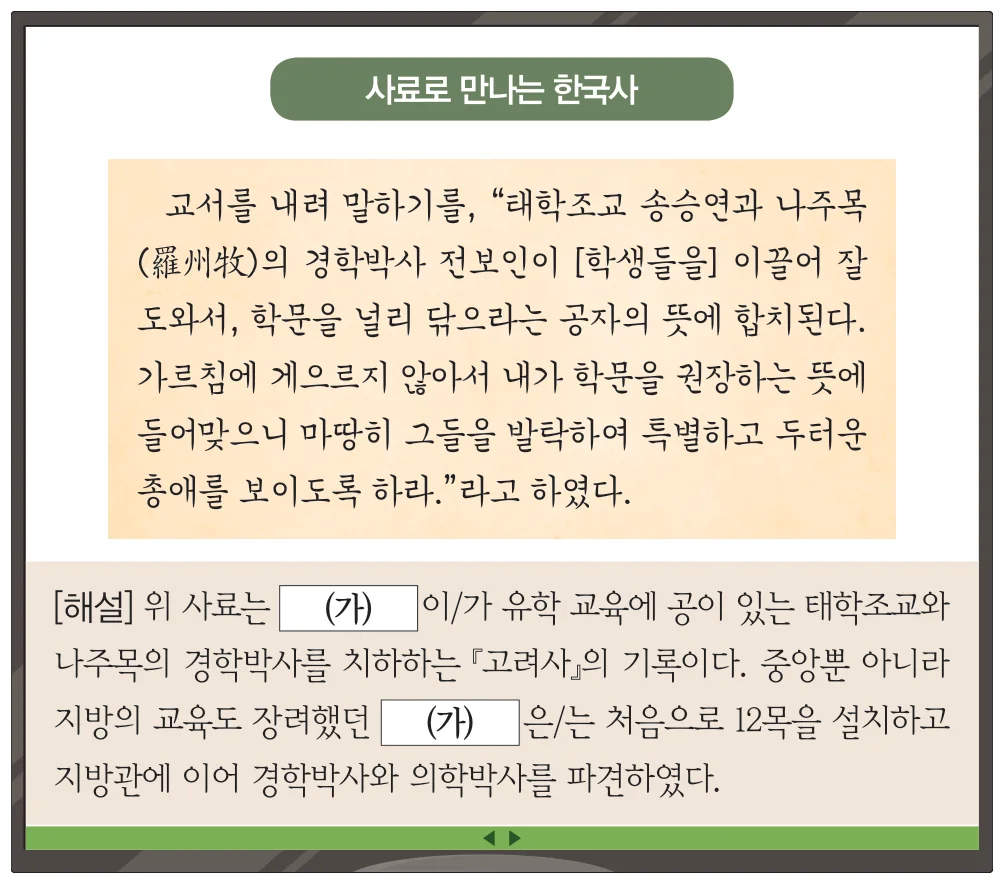 사료로 만나는 한국사
교서를 내려 말하기를, “태학조교 송승연과 나주목
(羅州牧)의 경학박사 전보인이 [학생들을] 이끌어 잘
도와서, 학문을 널리 닦으라는 공자의 뜻에 합치된다.
가르침에 게으르지 않아서 내가 학문을 권장하는 뜻에
들어맞으니 마땅히 그들을 발탁하여 특별하고 두터운
총애를 보이도록 하라.”라고 하였다.
[해설] 위 사료는 (가) 이/가 유학 교육에 공이 있는 태학조교와
나주목의 경학박사를 치하하는 『고려사』의 기록이다. 중앙뿐 아니라
지방의 교육도 장려했던 (가) 은/는 처음으로 12목을 설치하고
지방관에 이어 경학박사와 의학박사를 파견하였다.